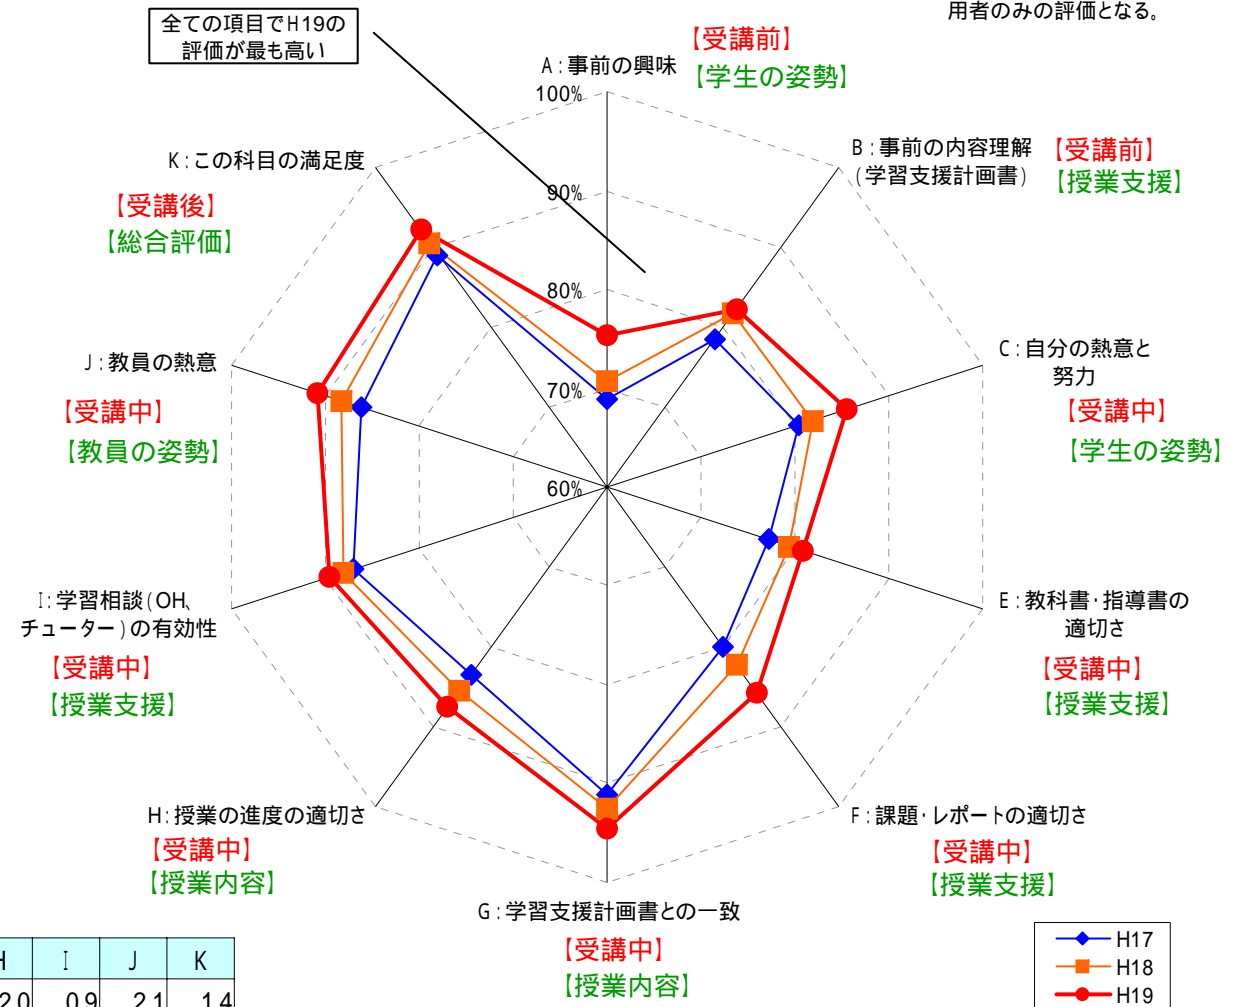 用者のみの評価となる。
全ての項目でH19の
評価が最も高い
【受講前】
A:事前の興味
【学生の姿勢】
100%
K:この科目の満足度
B:事前の内容理解
(学習支援計画書)
【受講前】
【授業支援】
90%
【受講後】
【総合評価】
80%
J:教員の熱意
C:自分の熱意と
努力
70%
【受講中】
【教員の姿勢】
【受講中】
【学生の姿勢】
60%
I:学習相談(OH、
チューター)の有効性
E:教科書・指導書の
適切さ
【受講中】
【授業支援】
【受講中】
【授業支援】
H:授業の進度の適切さ
F:課題・レポートの適切さ
【受講中】
【授業内容】
【受講中】
【授業支援】
G:学習支援計画書との一致
【受講中】
【授業内容】
H17
H18
H19
I J K
0.9 2.1 1.4